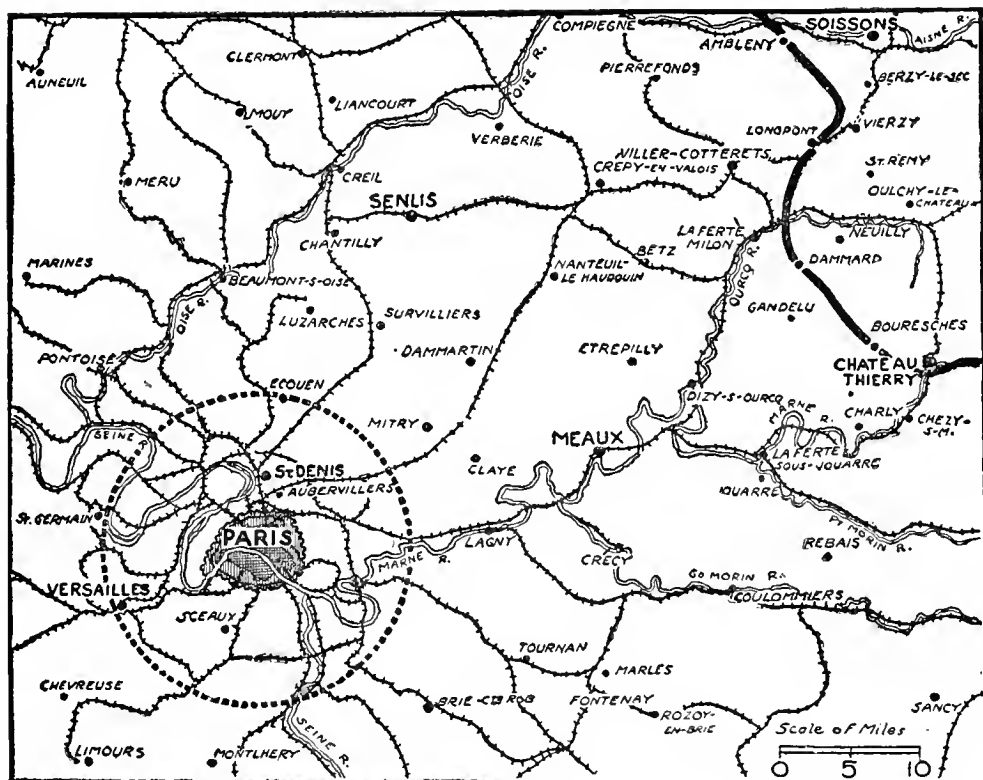 COMPIEGNE
SOISSONS
AISNE R.
AMBLENY
CLERMONT
AUNEUIL
OISE R.
PIERREFONDS
BERZY-LE-SEC
MOUY
LIANCOURT
VERBERIE
LONGPONT
VIERZY
CREIL
VILLER-COTTERETS
CREPY-EN-VALOIS
ST. REMY
MERU
OULCHY-LE-
CHATEAU
SENLIS
CHANTILLY
LA FERTE
MILON
NEUILLY
BETZ
OURCQ R.
DAMMARD
MARINES
BEAUMONT-S-OISE
NANTEUIL-
LE HAUDOUIN
OISE R.
LUZARCHES
SURVILLIERS
GANDELU
BOURESCHES
PONTOISE
DAMMARTIN
ETREPILLY
CHATEAU
THIERRY
ECOUEN
DIZY-S-OURCQ
MARNE R.
CHARLY
CHEZY-
S-M.
SEINE R.
MITRY
MEAUX
LA FERTE
SOUS-JOUARRE
ST DENIS
CLAYE
JOUARRE
AUBERVILLERS
ST. GERMAIN
PT MORIN R.
PARIS
LAGNY
MARNE R.
REBAIS
CRECY
GD MORIN R.
VERSAILLES
COULOMMIERS
SCEAUX
TOURNAN
MARLES
CHEVREUSE
BRIE-CTE ROB
FONTENAY
SANCY
ROZOY-
EN-BRIE
Scale of Miles
LIMOURS
MONTLHERY
SEINE R.
0 5 10